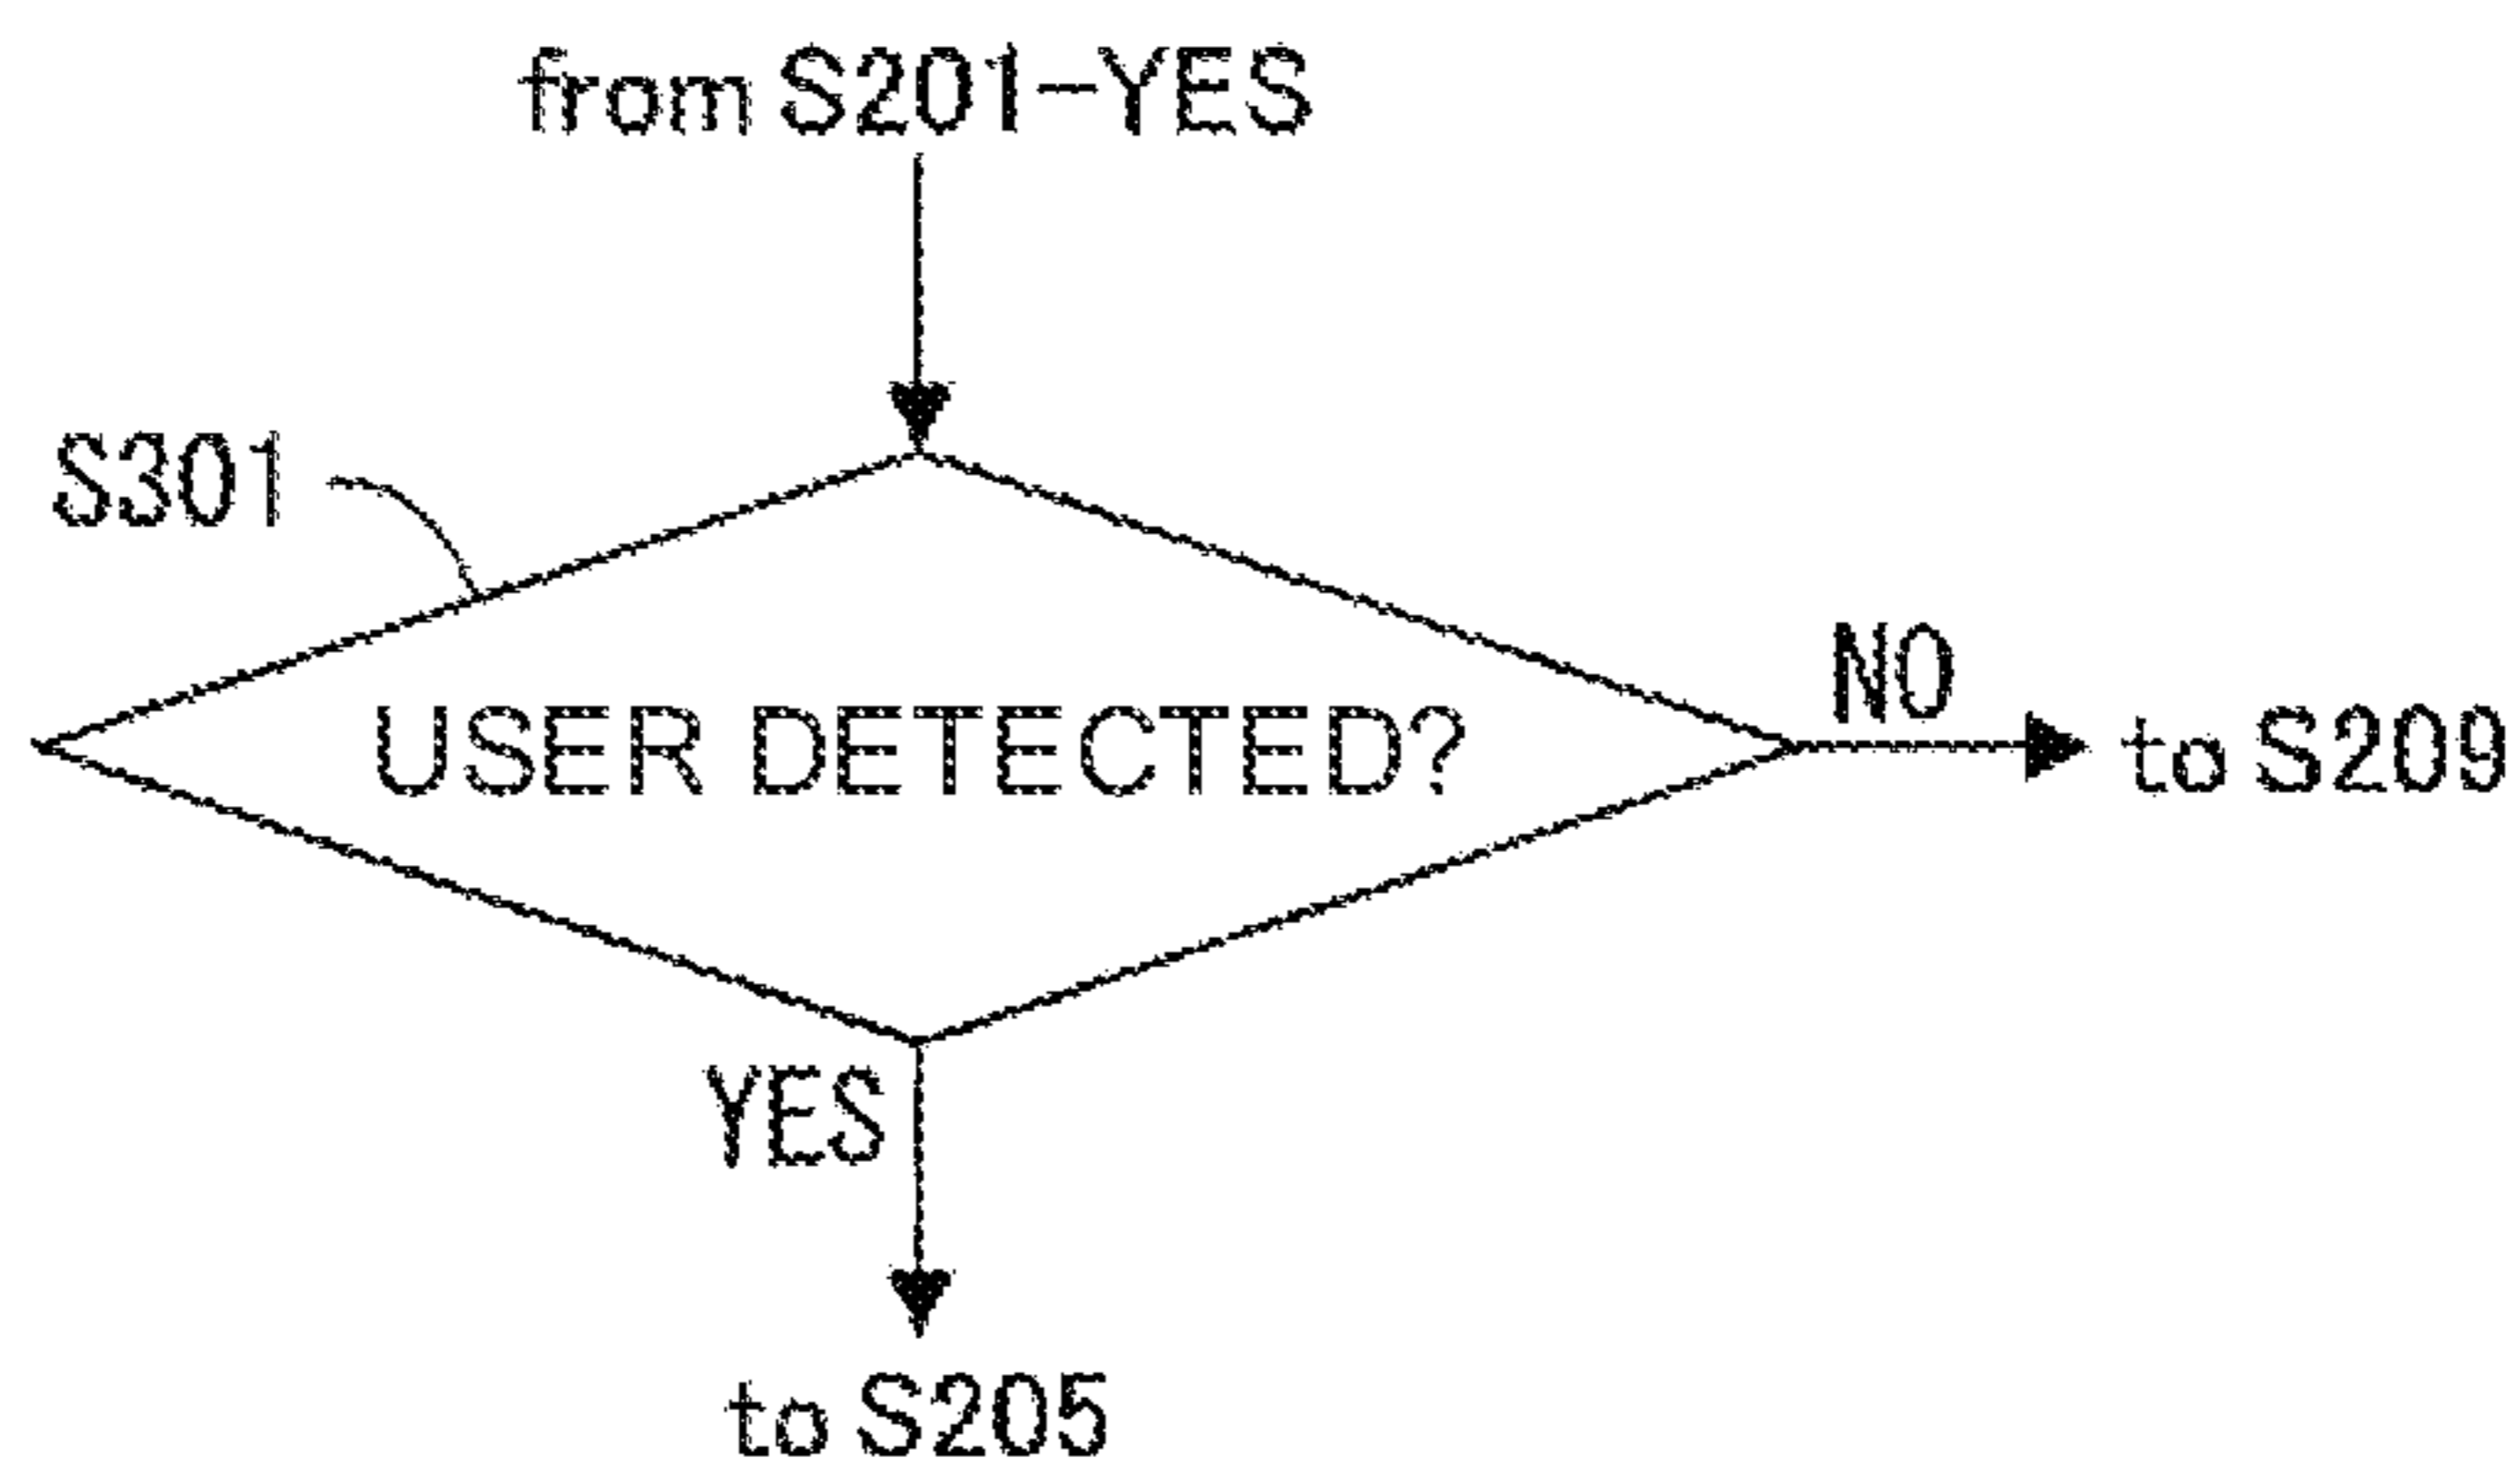 from S201-YES
S301
NO
USER DETECTED?
to S209
YES
to S205